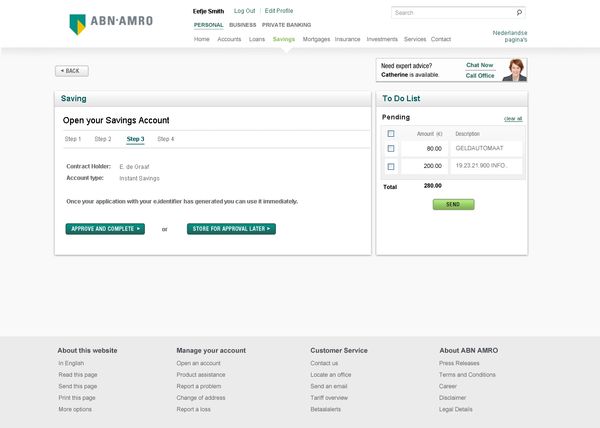 ABN·AMRO
Eefje Smith Log Out Edit Profile
Search
PERSONAL BUSINESS PRIVATE BANKING
Home Accounts Loans Savings Mortgages Insurance Investments Services Contact
Nederlandse
pagina's
BACK
Need expert advice? Chat Now
Catherine is available. Call Office
Saving
Open your Savings Account
Step 1 Step 2 Step 3 Step 4
Contract Holder: E. de Graaf
Account type: Instant Savings
Once your application with your e.identifier has generated you can use it immediately.
APPROVE AND COMPLETE or STORE FOR APPROVAL LATER
To Do List
Pending clear all
Amount (€) Description
80.00 GELDAUTOMAAT
200.00 19.23.21.900 INFO..
Total 280.00
SEND
About this website
In English
Read this page
Send this page
Print this page
More options
Manage your account
Open an account
Product assistance
Report a problem
Change of address
Report a loss
Customer Service
Contact us
Locate an office
Send an email
Tariff overview
Betaalalerts
About ABN AMRO
Press Releases
Terms and Conditions
Career
Disclaimer
Legal Details